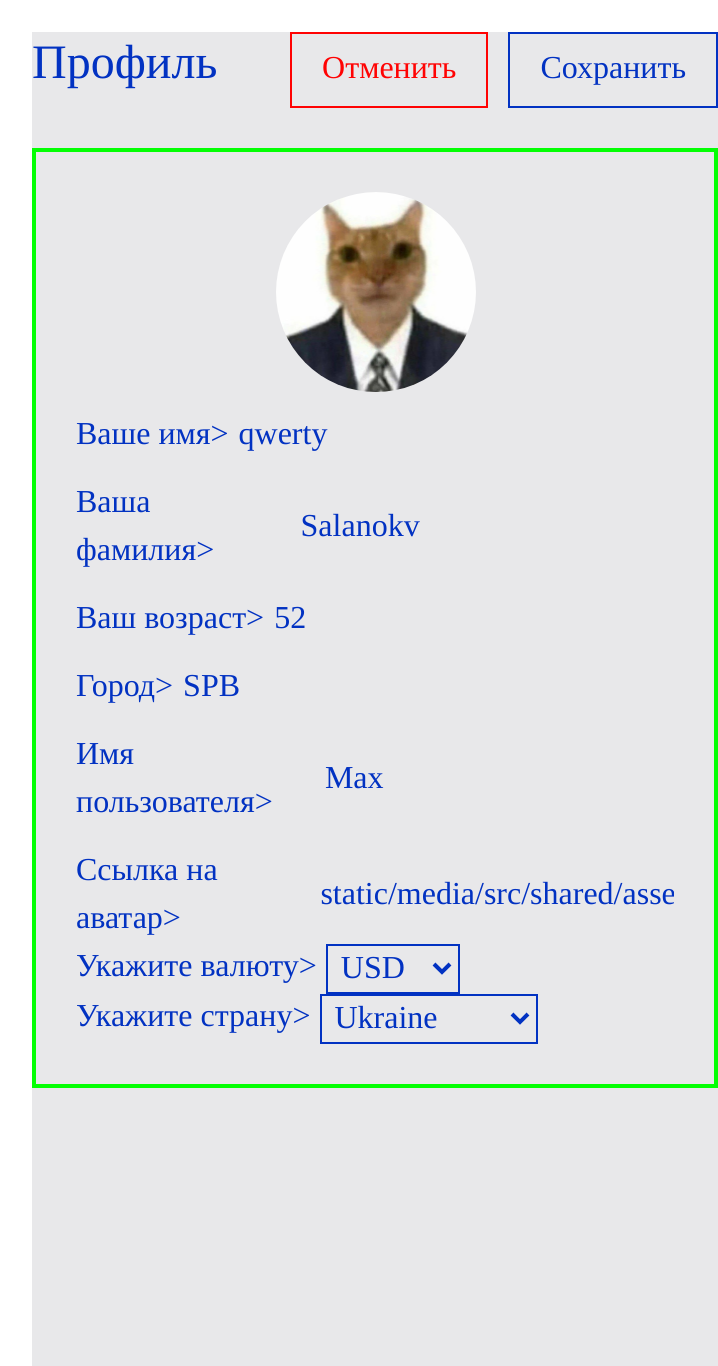 Профиль
Отменить
Сохранить
Ваше имя> qwerty
Ваша
фамилия>
Salanokv
Ваш возраст> 52
Город> SPB
Имя
пользователя>
Max
Ссылка на
аватар>
static/media/src/shared/asse
Укажите валюту> USD
Укажите страну> Ukraine